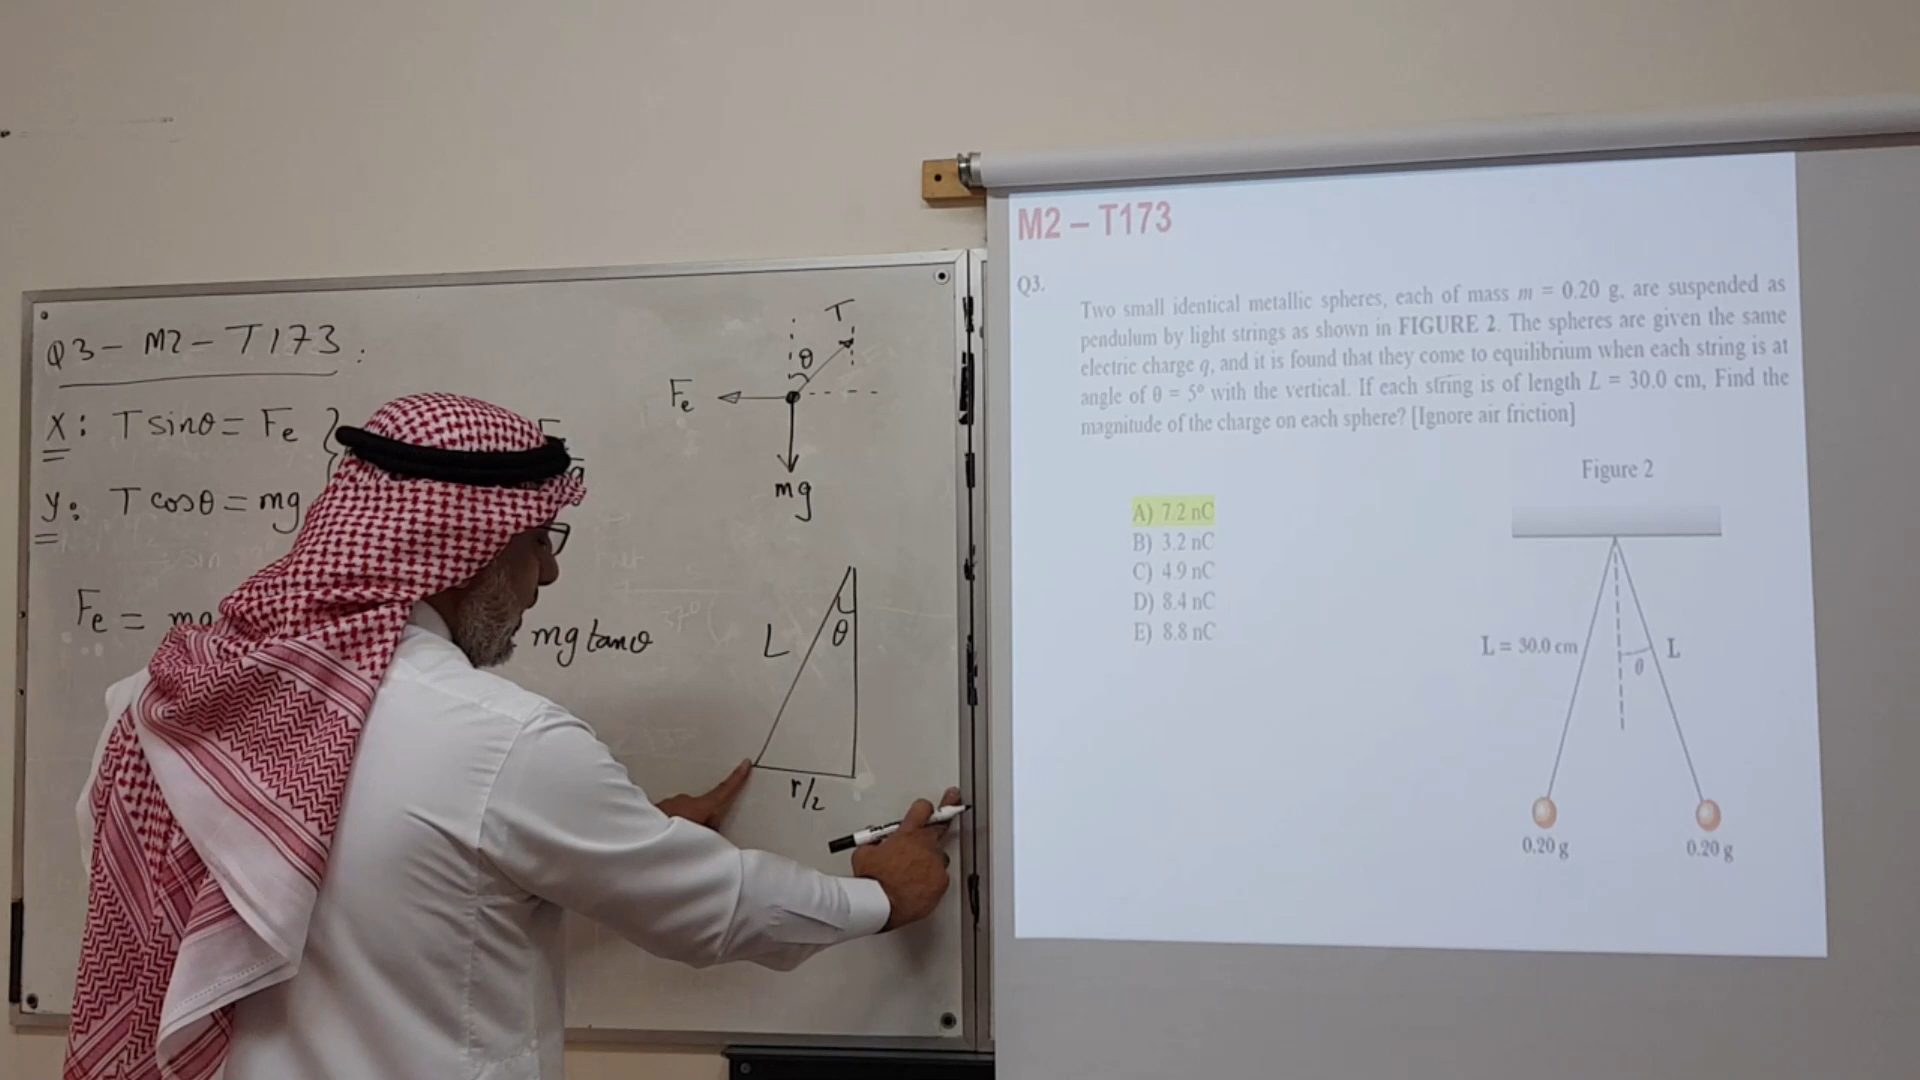 Q3 - M2 - T173 :
X : T sinθ = Fe
y : T cosθ = mg
Fe = mg
mg tanθ
T
θ
Fe
mg
L
θ
r/2
M2 – T173
Q3.
Two small identical metallic spheres, each of mass m = 0.20 g, are suspended as
pendulum by light strings as shown in FIGURE 2. The spheres are given the same
electric charge q, and it is found that they come to equilibrium when each string is at
angle of θ = 5° with the vertical. If each string is of length L = 30.0 cm, Find the
magnitude of the charge on each sphere? [Ignore air friction]
Figure 2
A) 7.2 nC
B) 3.2 nC
C) 4.9 nC
D) 8.4 nC
E) 8.8 nC
L = 30.0 cm
θ
L
0.20 g
0.20 g